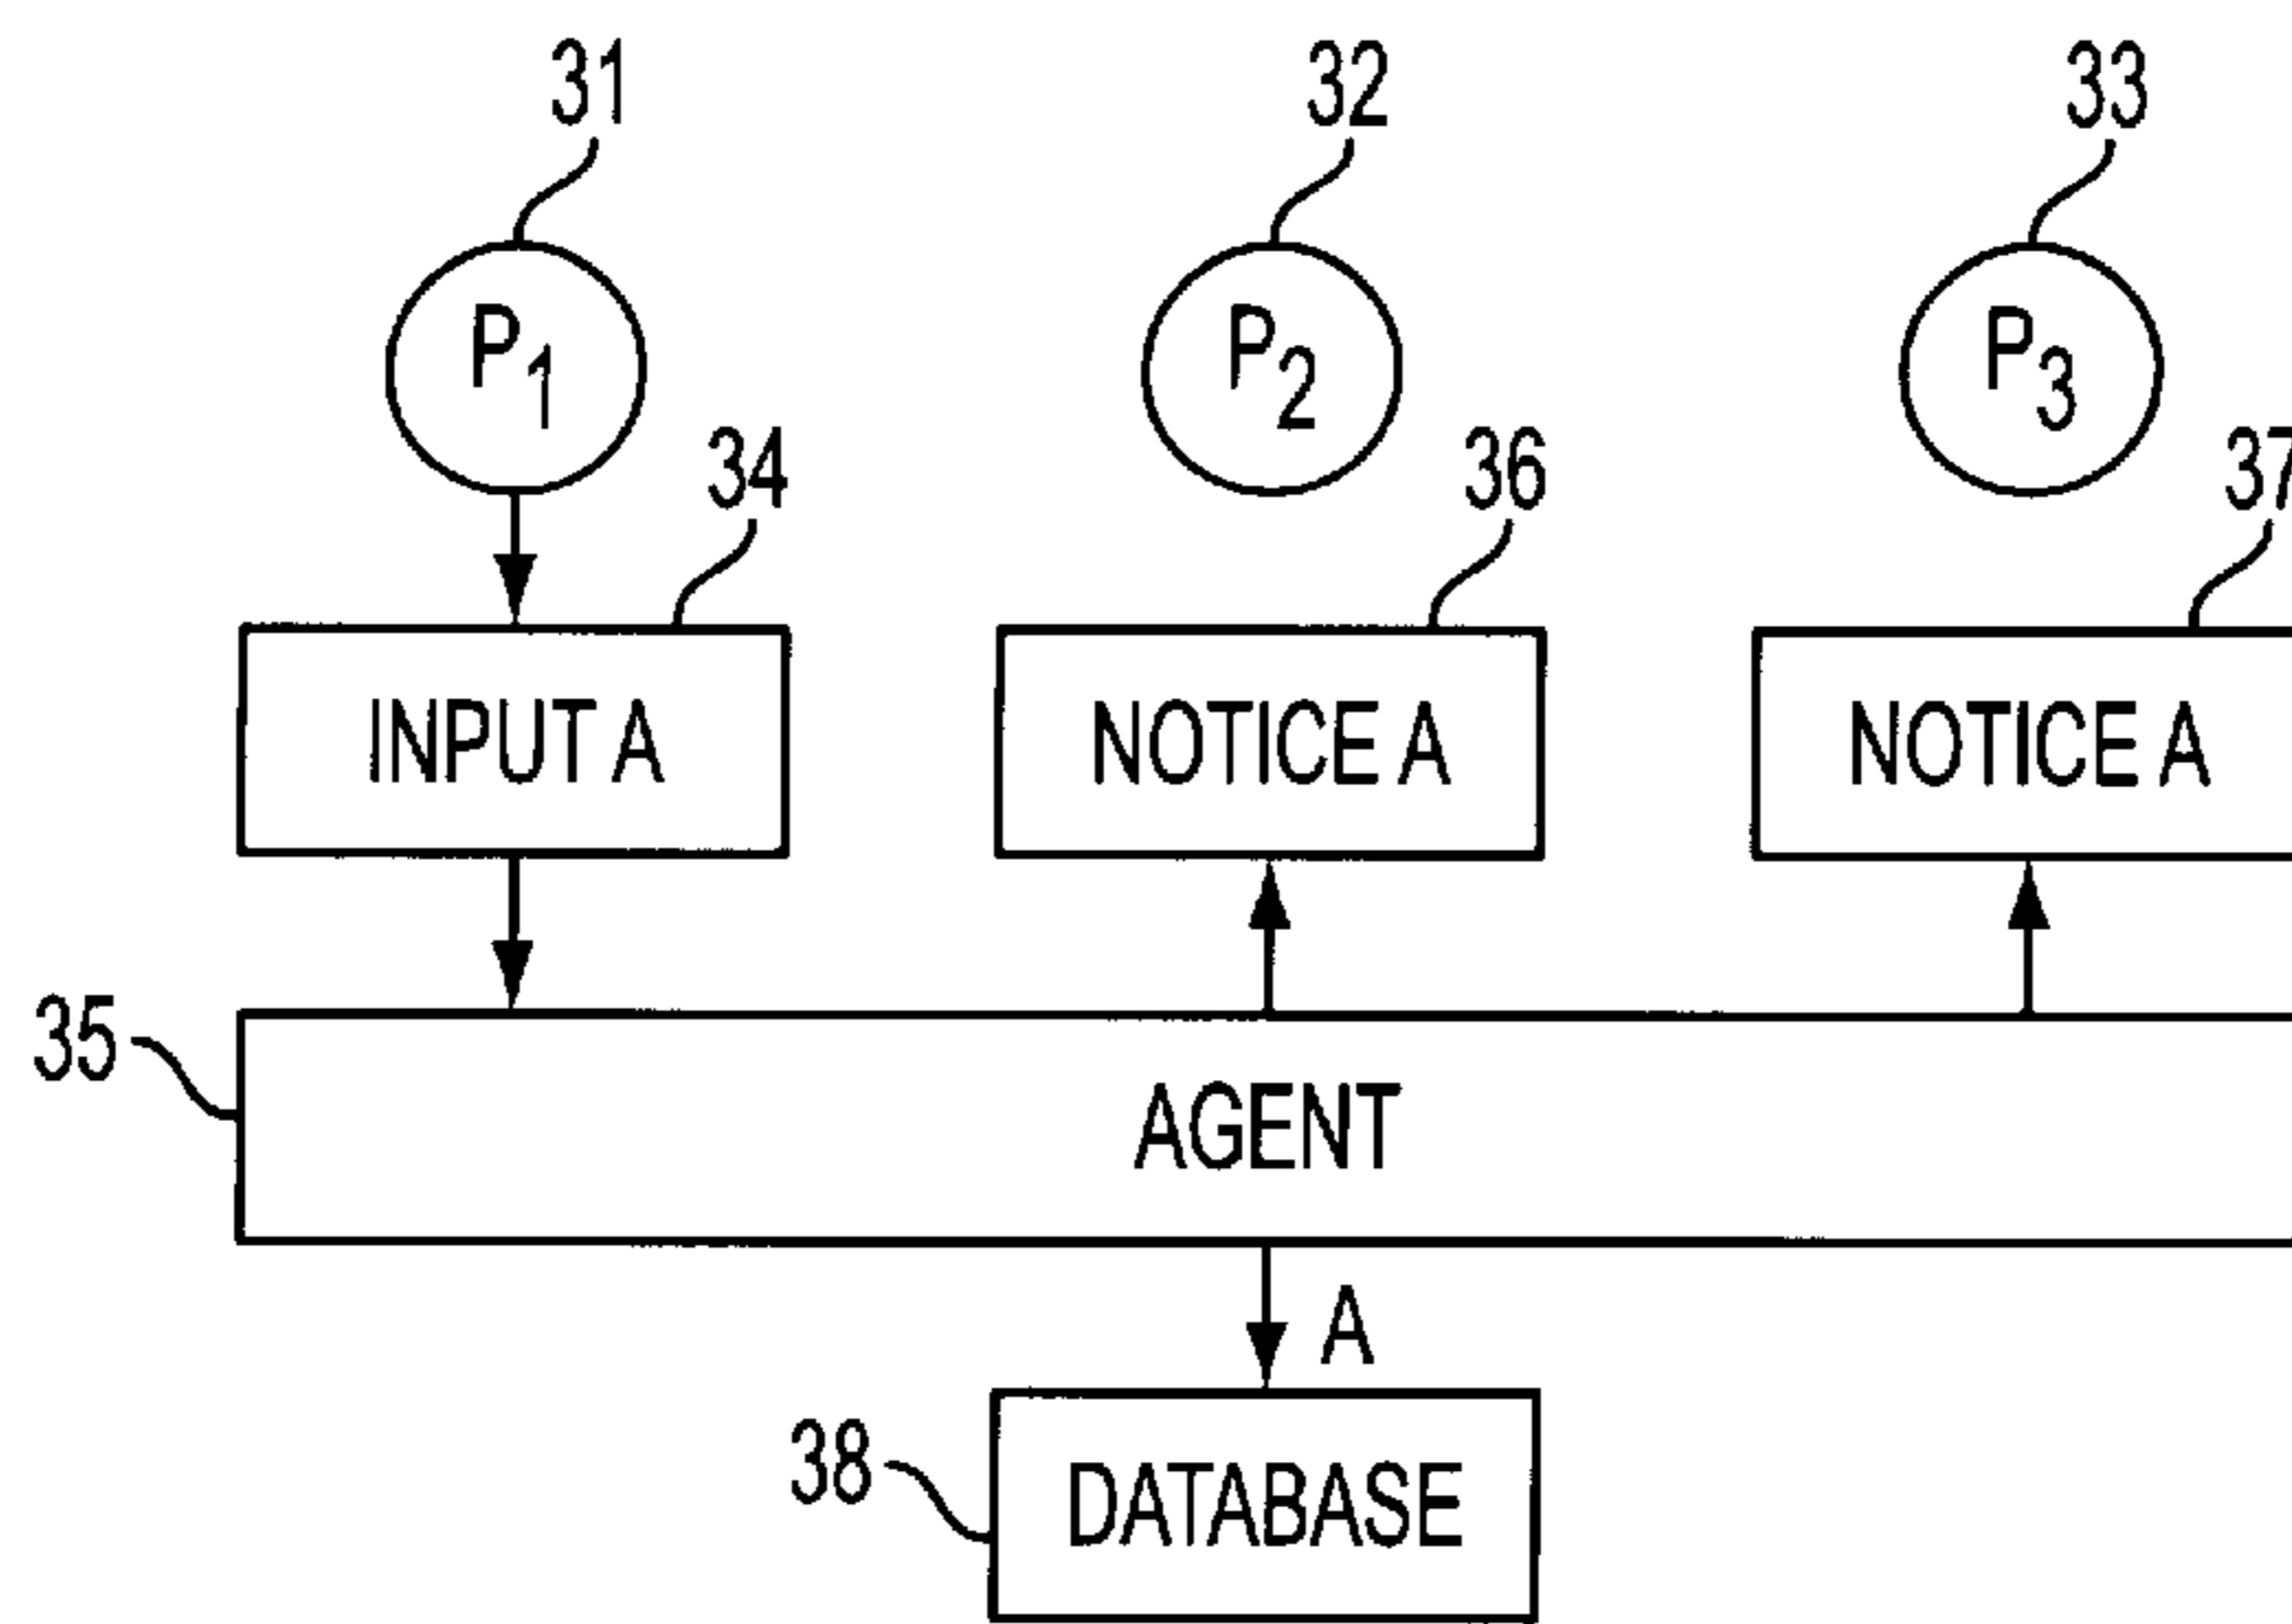 31 32 33
P1 P2 P3
34 36 37
INPUT A NOTICE A NOTICE A
35
AGENT
A
38
DATABASE